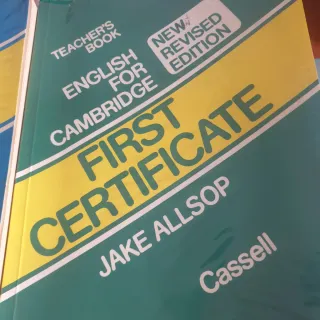 TEACHER'S
BOOK
NEW
REVISED
EDITION
ENGLISH
FOR
CAMBRIDGE
FIRST
CERTIFICATE
JAKE ALLSOP
Cassell